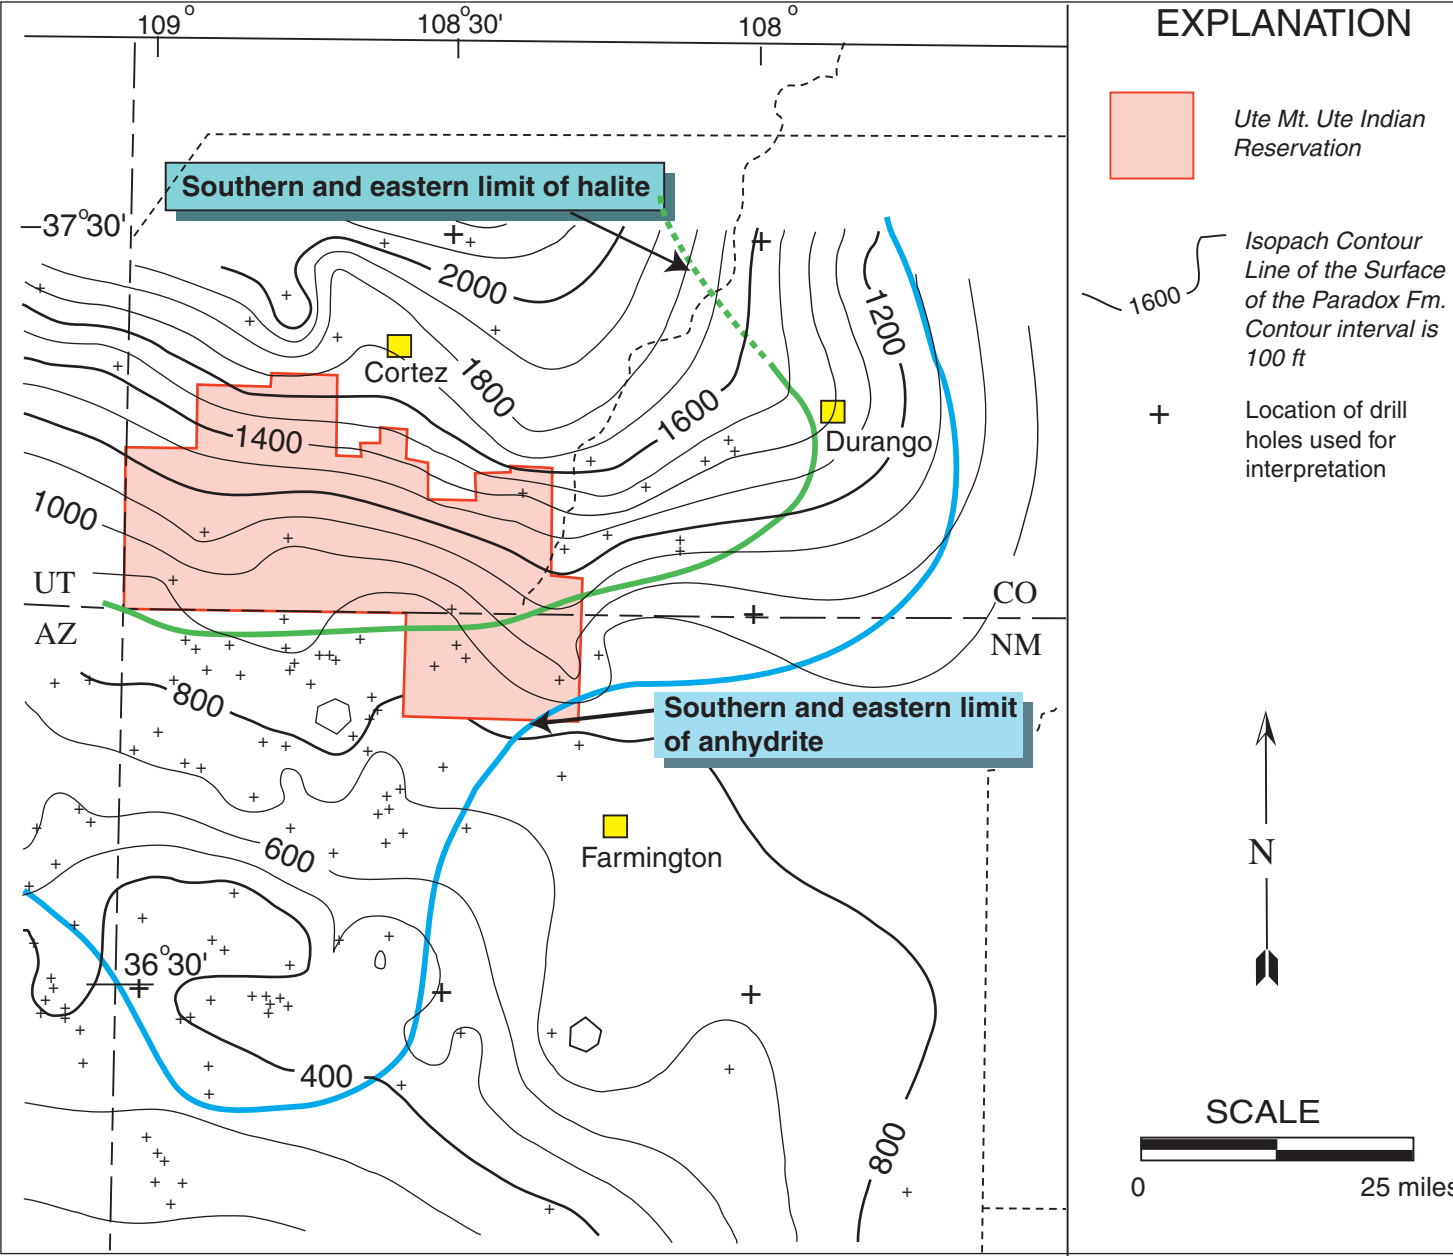 109°
108°30'
108°
EXPLANATION
Ute Mt. Ute Indian
Reservation
Southern and eastern limit of halite
37°30'
2000
1200
1600
Isopach Contour
Line of the Surface
of the Paradox Fm.
Contour interval is
100 ft
Cortez
1800
1600
Durango
Location of drill
holes used for
interpretation
1400
1000
UT
CO
AZ
NM
800
Southern and eastern limit
of anhydrite
600
Farmington
N
36°30'
400
800
SCALE
0
25 miles